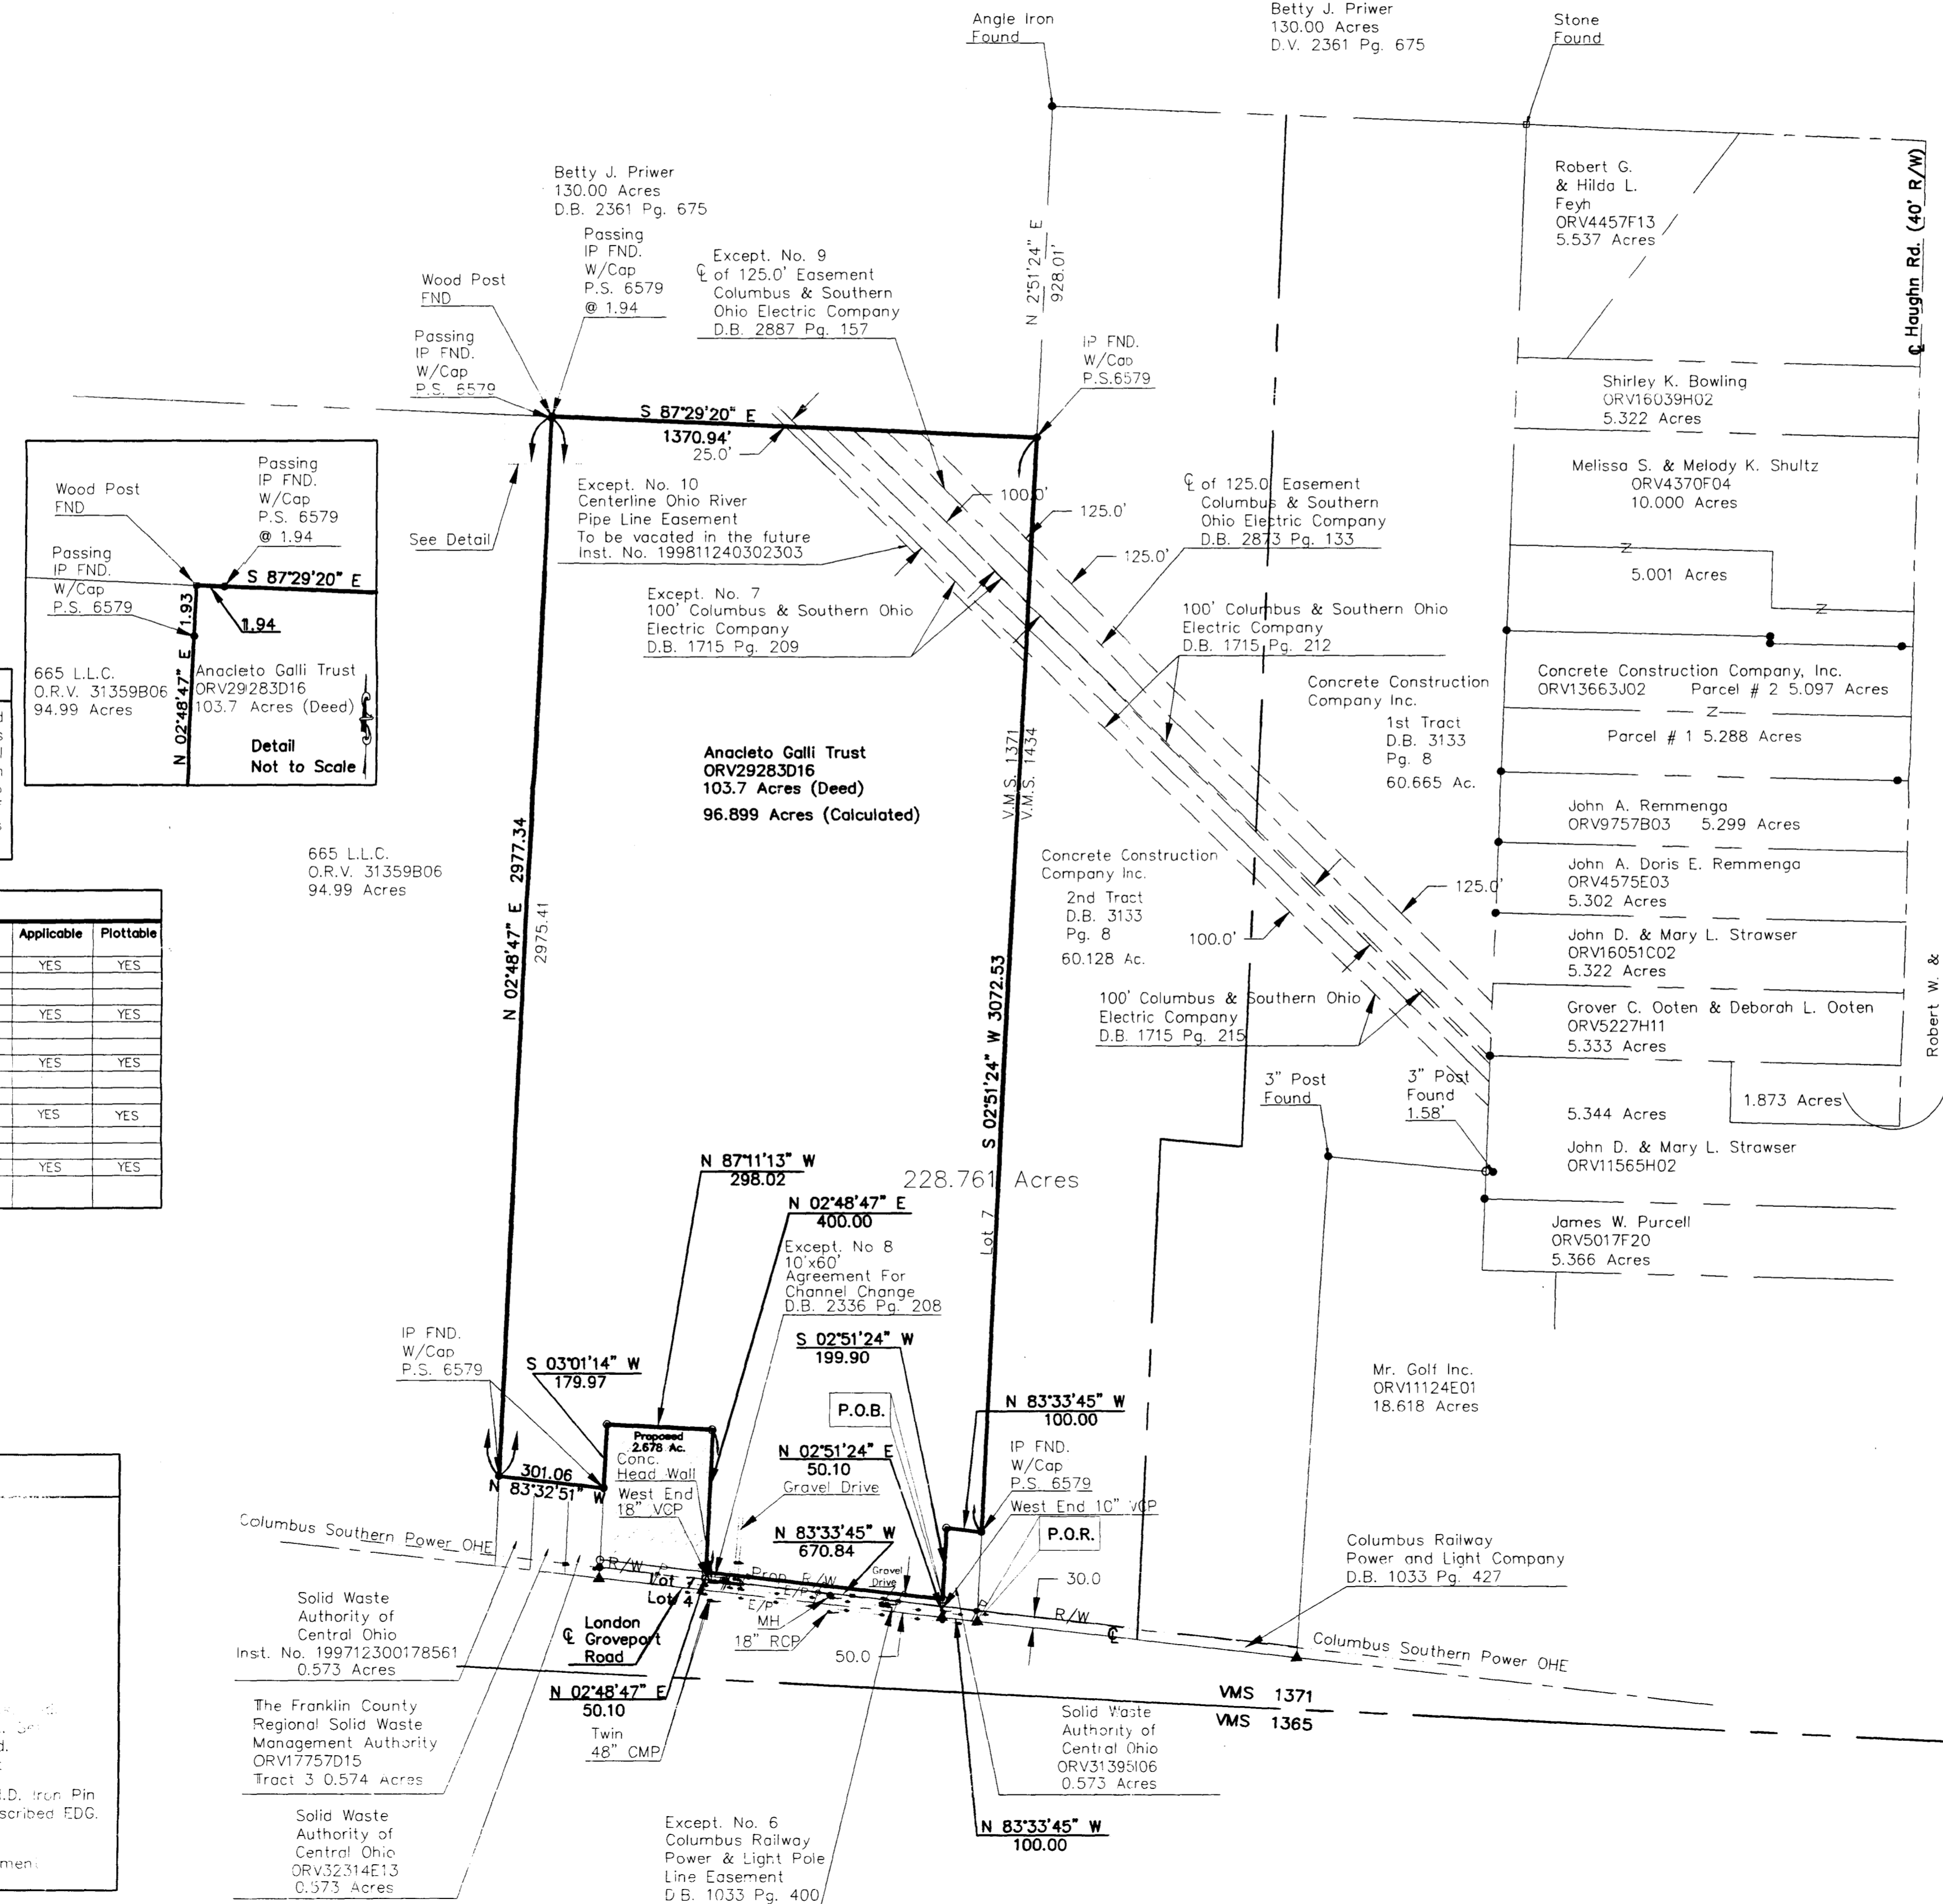 Betty J. Priwer
130.00 Acres
D.V. 2361 Pg. 675
Angle Iron
Found
Stone
Found
Betty J. Priwer
130.00 Acres
D.B. 2361 Pg. 675
Passing
IP FND.
W/Cap
P.S. 6579
@ 1.94
Wood Post
FND
Passing
IP FND.
W/Cap
P.S. 6579
Except. No. 9
℄ of 125.0' Easement
Columbus & Southern
Ohio Electric Company
D.B. 2887 Pg. 157
N 2°51'24" E
928.01'
IP FND.
W/Cap
P.S.6579
Robert G.
& Hilda L.
Feyh
ORV4457F13
5.537 Acres
℄ Haughn Rd. (40' R/W)
Shirley K. Bowling
ORV16039H02
5.322 Acres
Melissa S. & Melody K. Shultz
ORV4370F04
10.000 Acres
Z
5.001 Acres
Z
Concrete Construction Company, Inc.
ORV13663J02 Parcel # 2 5.097 Acres
Z
Parcel # 1 5.288 Acres
John A. Remmenga
ORV9757B03 5.299 Acres
John A. Doris E. Remmenga
ORV4575E03
5.302 Acres
John D. & Mary L. Strawser
ORV16051C02
5.322 Acres
Grover C. Ooten & Deborah L. Ooten
ORV5227H11
5.333 Acres
1.873 Acres
5.344 Acres
John D. & Mary L. Strawser
ORV11565H02
James W. Purcell
ORV5017F20
5.366 Acres
Robert W. &
S 87°29'20" E
1370.94'
25.0'
See Detail
Except. No. 10
Centerline Ohio River
Pipe Line Easement
To be vacated in the future
Inst. No. 199811240302303
100.0'
125.0'
125.0'
℄ of 125.0' Easement
Columbus & Southern
Ohio Electric Company
D.B. 2873 Pg. 133
Except. No. 7
100' Columbus & Southern Ohio
Electric Company
D.B. 1715 Pg. 209
100' Columbus & Southern Ohio
Electric Company
D.B. 1715 Pg. 212
Concrete Construction
Company Inc.
1st Tract
D.B. 3133
Pg. 8
60.665 Ac.
Wood Post
FND
Passing
IP FND.
W/Cap
P.S. 6579
@ 1.94
Passing
IP FND.
W/Cap
P.S. 6579
S 87°29'20" E
1.93
1.94
N 02°48'47" E
665 L.L.C.
O.R.V. 31359B06
94.99 Acres
Anacleto Galli Trust
ORV29283D16
103.7 Acres (Deed)
Detail
Not to Scale
Anacleto Galli Trust
ORV29283D16
103.7 Acres (Deed)
96.899 Acres (Calculated)
V.M.S. 1371
V.M.S. 1434
665 L.L.C.
O.R.V. 31359B06
94.99 Acres
N 02°48'47" E 2977.34
2975.41
Applicable Plottable
YES YES
YES YES
YES YES
YES YES
YES YES
Concrete Construction
Company Inc.
2nd Tract
D.B. 3133
Pg. 8
60.128 Ac.
100.0'
125.0'
100' Columbus & Southern Ohio
Electric Company
D.B. 1715 Pg. 215
S 02°51'24" W 3072.53
3" Post
Found
3" Post
Found
1.58'
228.761 Acres
Lot 7
N 87°11'13" W
298.02
N 02°48'47" E
400.00
Except. No 8
10'x60'
Agreement For
Channel Change
D.B. 2336 Pg. 208
IP FND.
W/Cap
P.S. 6579
S 03°01'14" W
179.97
S 02°51'24" W
199.90
P.O.B.
N 83°33'45" W
100.00
Proposed
2.678 Ac.
Conc.
Head Wall
West End
18" VCP
N 02°51'24" E
50.10
Gravel Drive
IP FND.
W/Cap
P.S. 6579
West End 10" VCP
P.O.R.
301.06
N 83°32'51" W
N 83°33'45" W
670.84
Mr. Golf Inc.
ORV11124E01
18.618 Acres
Columbus Southern Power OHE
R/W
Lot 7
Lot 4
Prop. R/W
E/P
E/P
Gravel
Drive
MH
18" RCP
30.0
50.0
R/W
℄
Columbus Railway
Power and Light Company
D.B. 1033 Pg. 427
Columbus Southern Power OHE
Solid Waste
Authority of
Central Ohio
Inst. No. 199712300178561
0.573 Acres
℄ London
Groveport
Road
N 02°48'47" E
50.10
Twin
48" CMP
The Franklin County
Regional Solid Waste
Management Authority
ORV17757D15
Tract 3 0.574 Acres
Solid Waste
Authority of
Central Ohio
ORV32314E13
0.573 Acres
Except. No. 6
Columbus Railway
Power & Light Pole
Line Easement
D.B. 1033 Pg. 400
Solid Waste
Authority of
Central Ohio
ORV31395I06
0.573 Acres
N 83°33'45" W
100.00
VMS 1371
VMS 1365
.D. Iron Pin
scribed EDG.